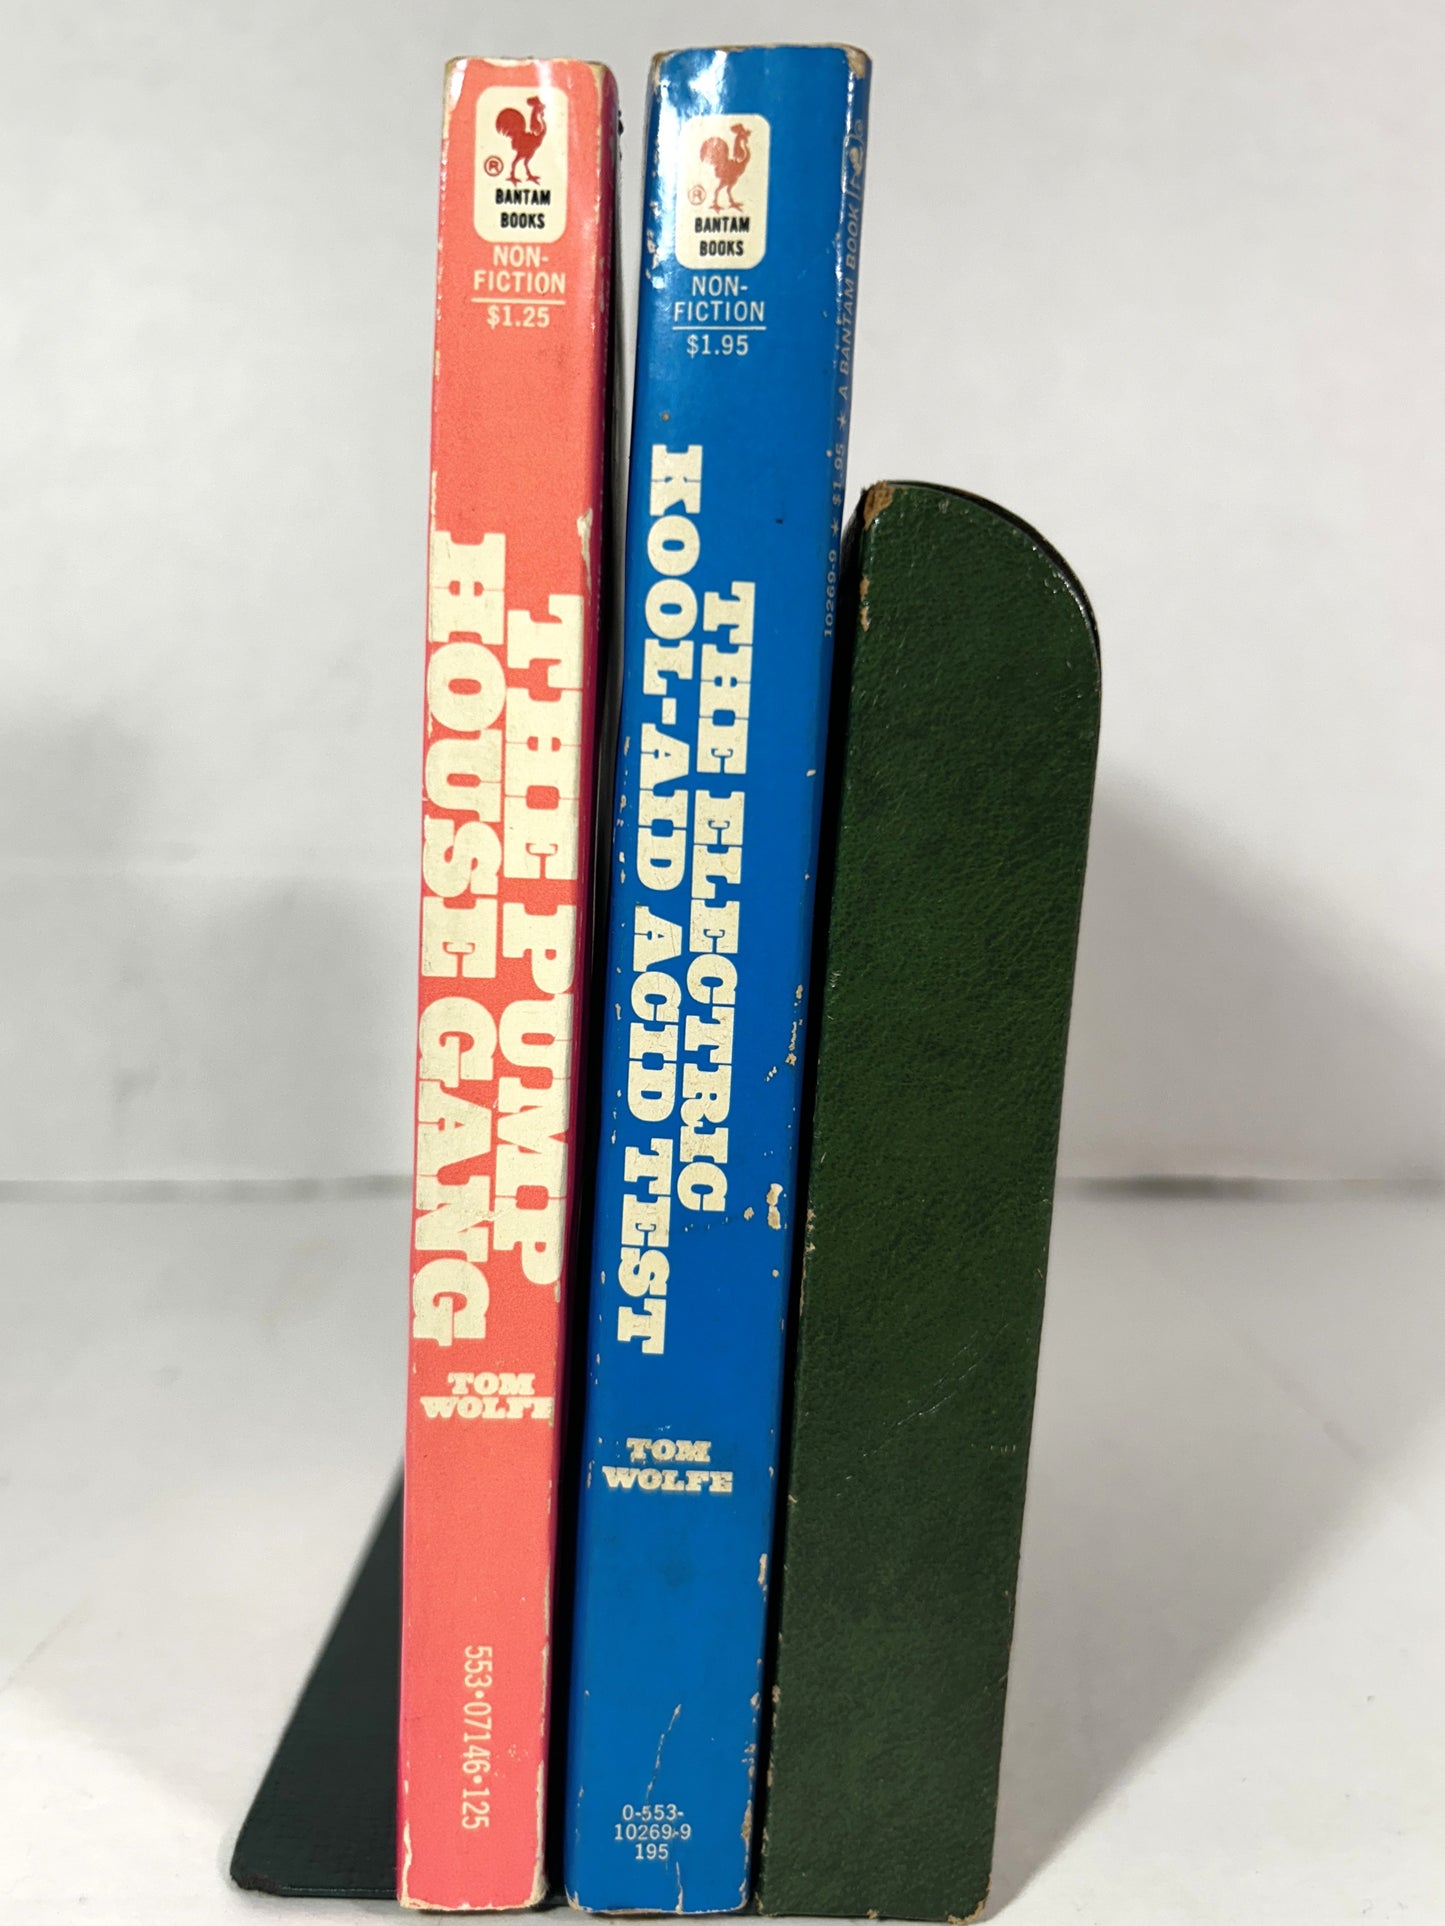 ®
BANTAM
BOOKS
NON-
FICTION
$1.25
THE PUMP
HOUSE GANG
TOM
WOLFE
553•07146•125
®
BANTAM
BOOKS
NON-
FICTION
$1.95
THE ELECTRIC
KOOL-AID ACID TEST
TOM
WOLFE
0-553-
10269-9
195
10269-9 ★ $1.95 ★ A BANTAM BOOK